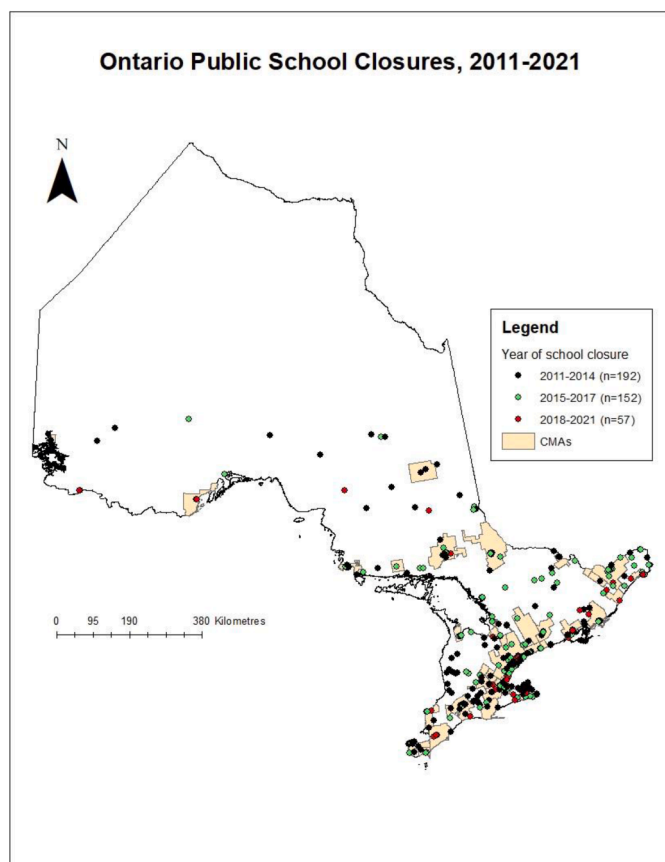 Ontario Public School Closures, 2011-2021
N
Legend
Year of school closure
2011-2014 (n=192)
2015-2017 (n=152)
2018-2021 (n=57)
CMAs
0 95 190 380 Kilometres